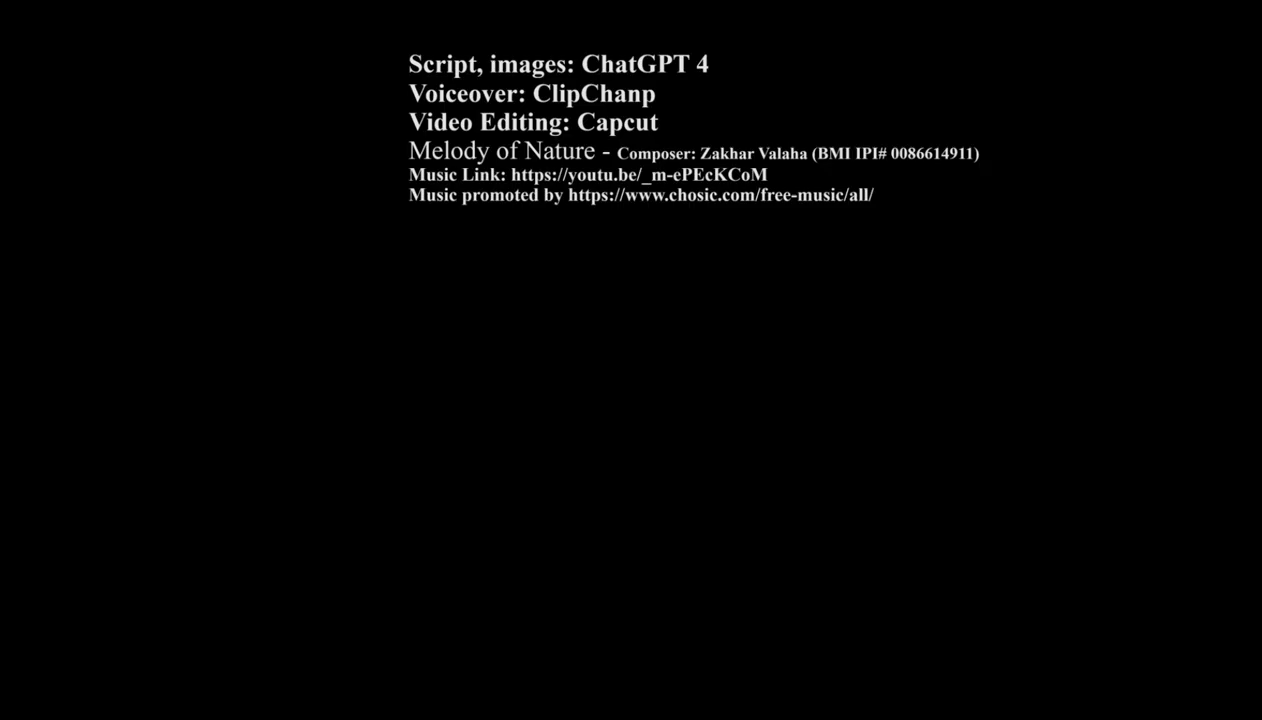 Script, images: ChatGPT 4
Voiceover: ClipChanp
Video Editing: Capcut
Melody of Nature - Composer: Zakhar Valaha (BMI IPI# 0086614911)
Music Link: https://youtu.be/_m-ePEcKCoM
Music promoted by https://www.chosic.com/free-music/all/